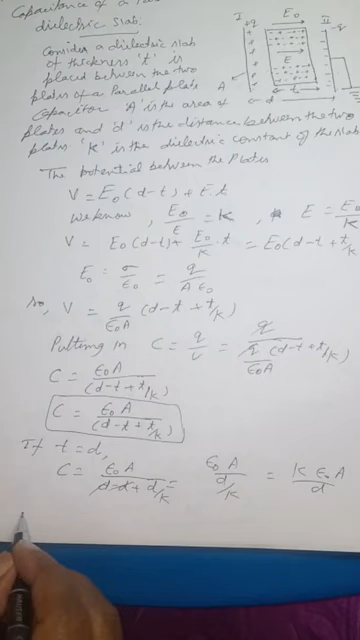 Capacitance of a
dielectric slab:
Consider a dielectric slab
of thickness 't' is
placed between the two
plates of a Parallel plate
Capacitor 'A' is the area of
plates and 'd' is the distance between the two
plates 'K' is the dielectric constant of the slab
I +q E₀ II -q
E
A
t
d
The potential between the Plates
V = E₀(d-t) + Et
We know, E₀/E = K, E = E₀/K
V = E₀(d-t) + E₀/K · t = E₀(d-t + t/K
E₀ = σ/ε₀ = q/Aε₀
so, V = q/ε₀A (d-t + t/K)
Putting in C = q/V = q/(q/ε₀A (d-t+t/K)
C = ε₀A/(d-t+t/K)
C = ε₀A/(d-t+t/K)
If t = d,
C = ε₀A/(d-d+d/K) = ε₀A/(d/K) = Kε₀A/d